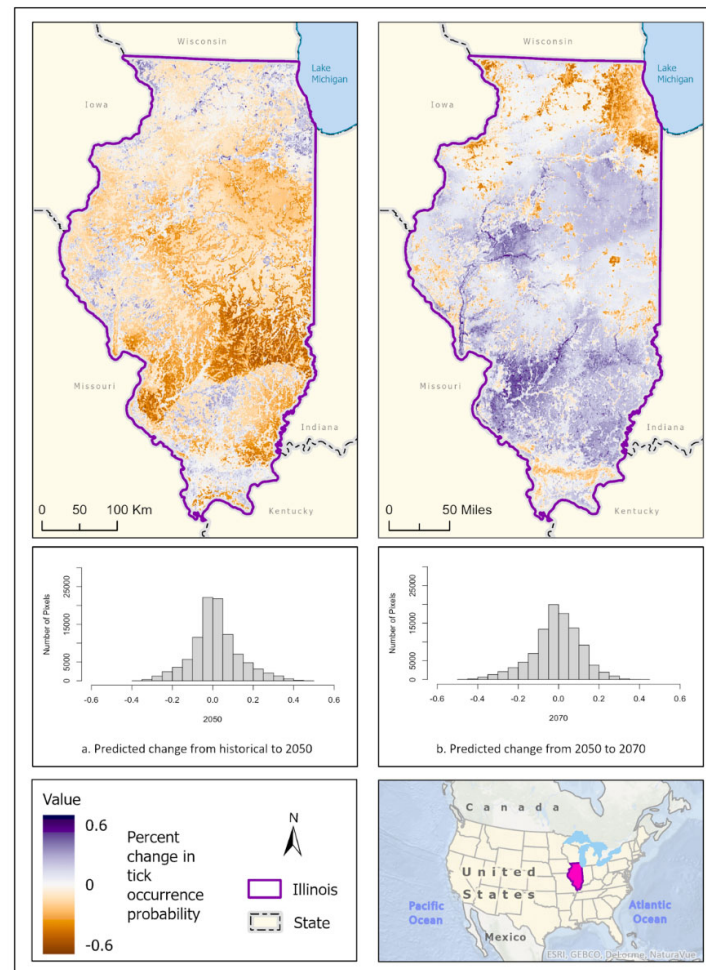 Wisconsin
Lake
Michigan
Iowa
Missouri
Indiana
Kentucky
0 50 100 Km
Wisconsin
Lake
Michigan
Iowa
Missouri
Indiana
Kentucky
0 50 Miles
Number of Pixels
25000
15000
5000
0
-0.6 -0.4 -0.2 0.0 0.2 0.4 0.6
2050
a. Predicted change from historical to 2050
Number of Pixels
25000
15000
5000
0
-0.6 -0.4 -0.2 0.0 0.2 0.4 0.6
2070
b. Predicted change from 2050 to 2070
Value
0.6
0
-0.6
Percent
change in
tick
occurrence
probability
N
Illinois
State
Canada
United
States
Pacific
Ocean
Atlantic
Ocean
Mexico
ESRI, GEBCO, DeLorme, NaturalVue